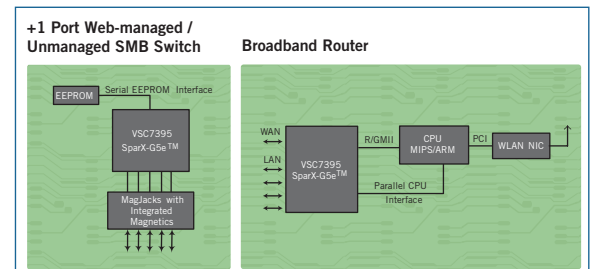 +1 Port Web-managed /
Unmanaged SMB Switch
EEPROM
Serial EEPROM Interface
VSC7395
SparX-G5e™
MagJacks with
Integrated
Magnetics
Broadband Router
WAN
LAN
VSC7395
SparX-G5e™
R/GMII
CPU
MIPS/ARM
PCI
WLAN NIC
Parallel CPU
Interface